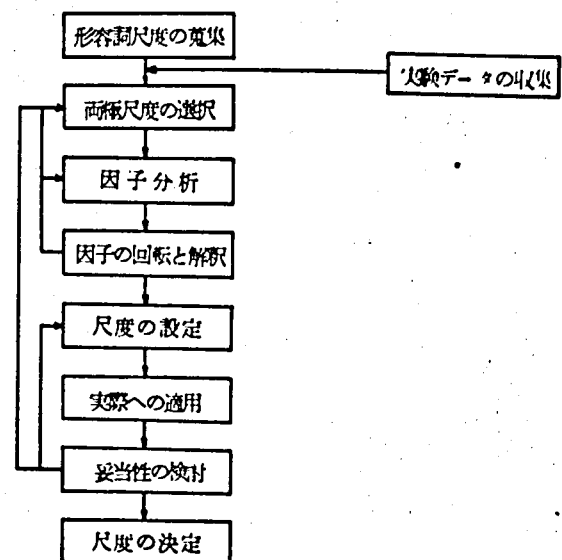 形容詞尺度の蒐集
実験データの収集
両極尺度の選択
因子分析
因子の回転と解釈
尺度の設定
実際への適用
妥当性の検討
尺度の決定